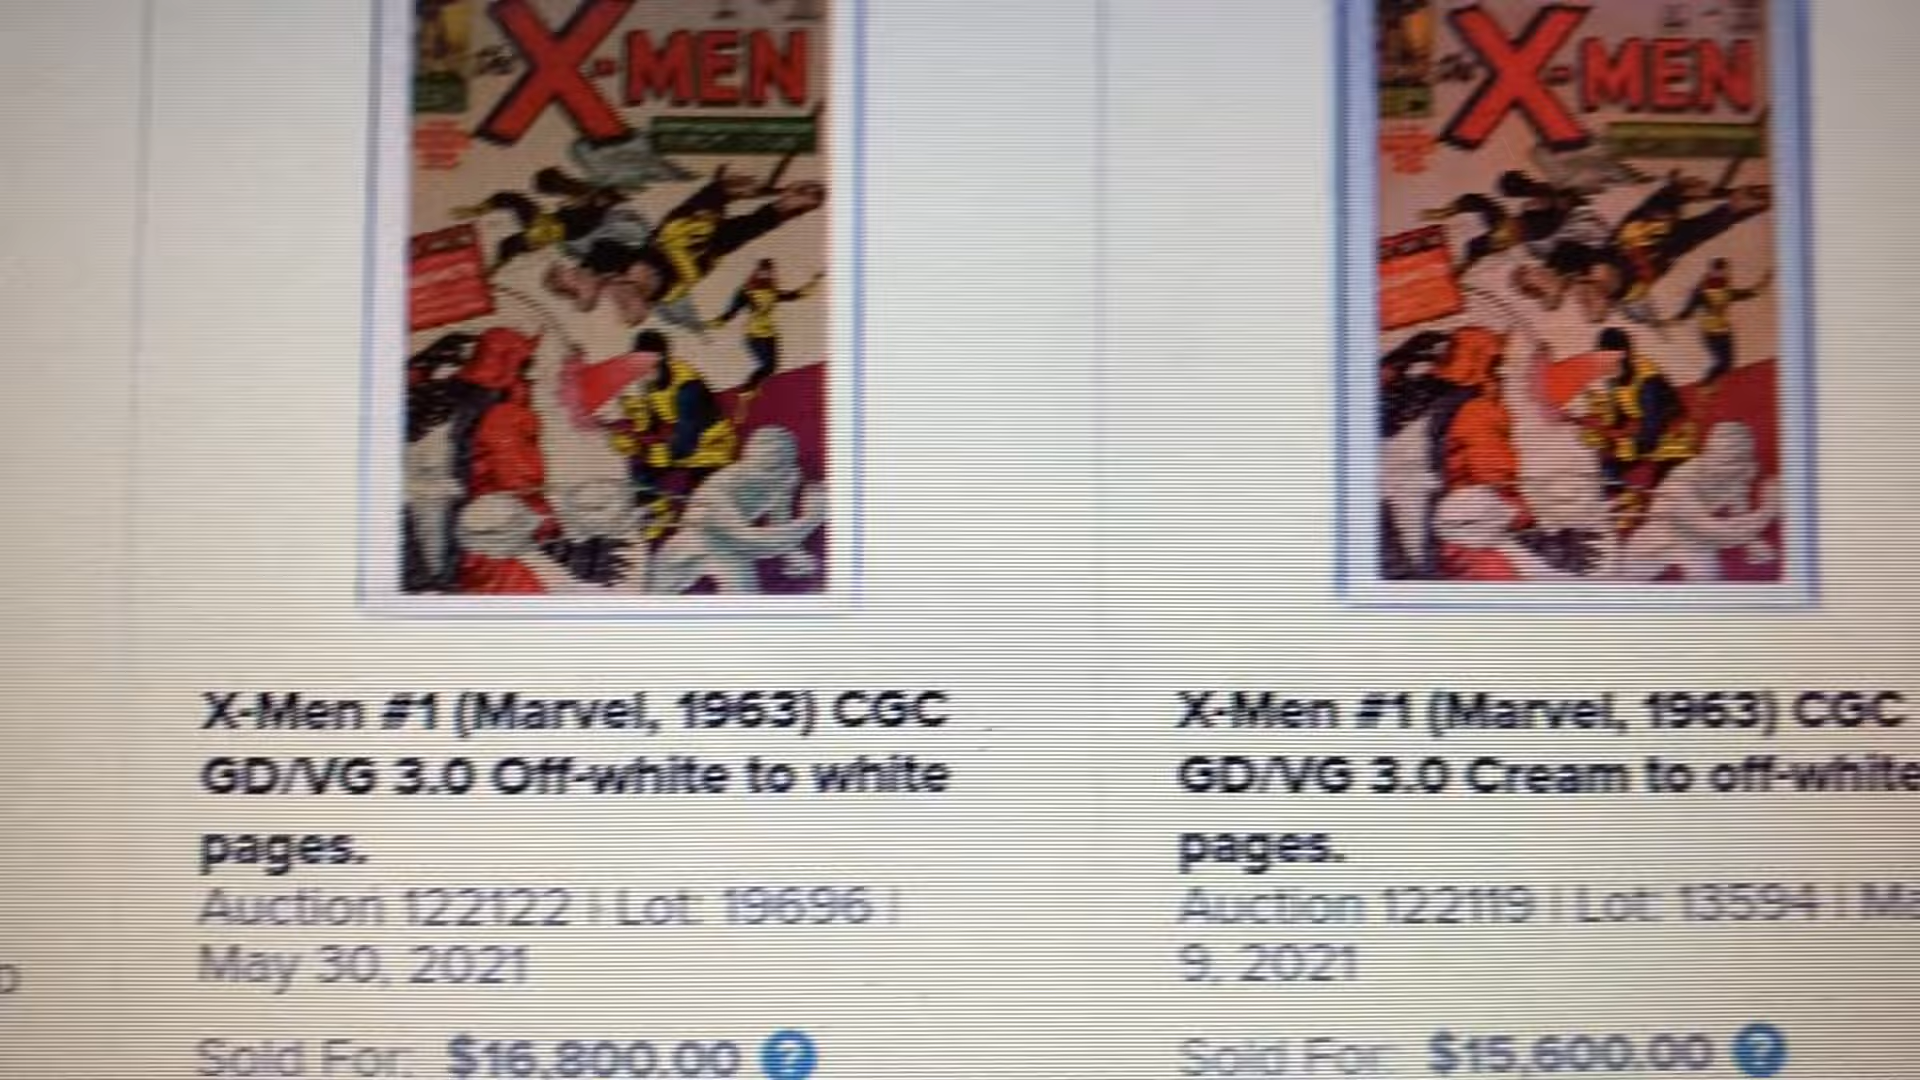 X-MEN
X-Men #1 (Marvel, 1963) CGC
GD/VG 3.0 Off-white to white
pages.
Auction 122122 | Lot: 19696 |
May 30, 2021
Sold For: $16,800.00 ?
X-MEN
X-Men #1 (Marvel, 1963) CGC
GD/VG 3.0 Cream to off-white
pages.
Auction 122119 | Lot: 13594 | Ma
9, 2021
Sold For: $15,600.00 ?